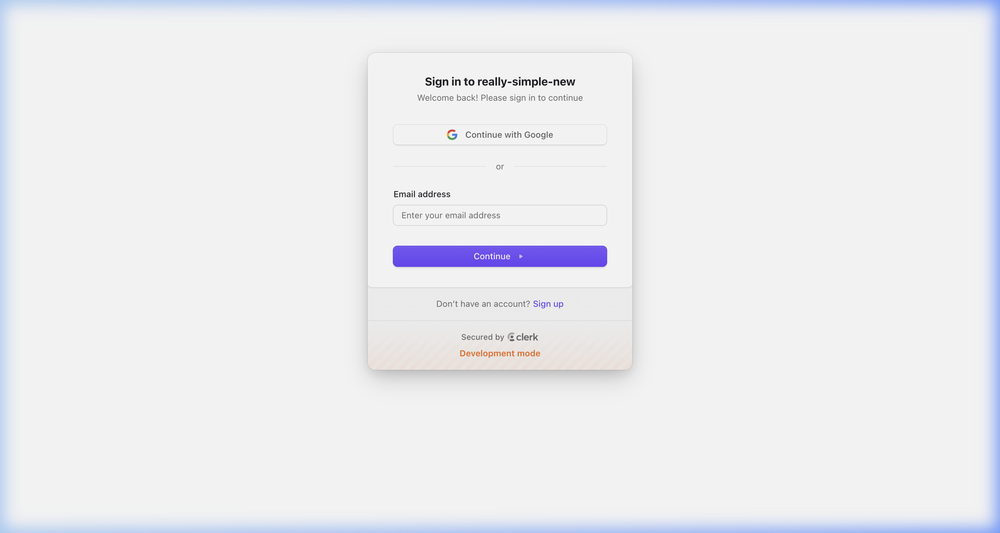 Sign in to really-simple-new
Welcome back! Please sign in to continue
Continue with Google
or
Email address
Enter your email address
Continue
Don’t have an account? Sign up
Secured by clerk
Development mode